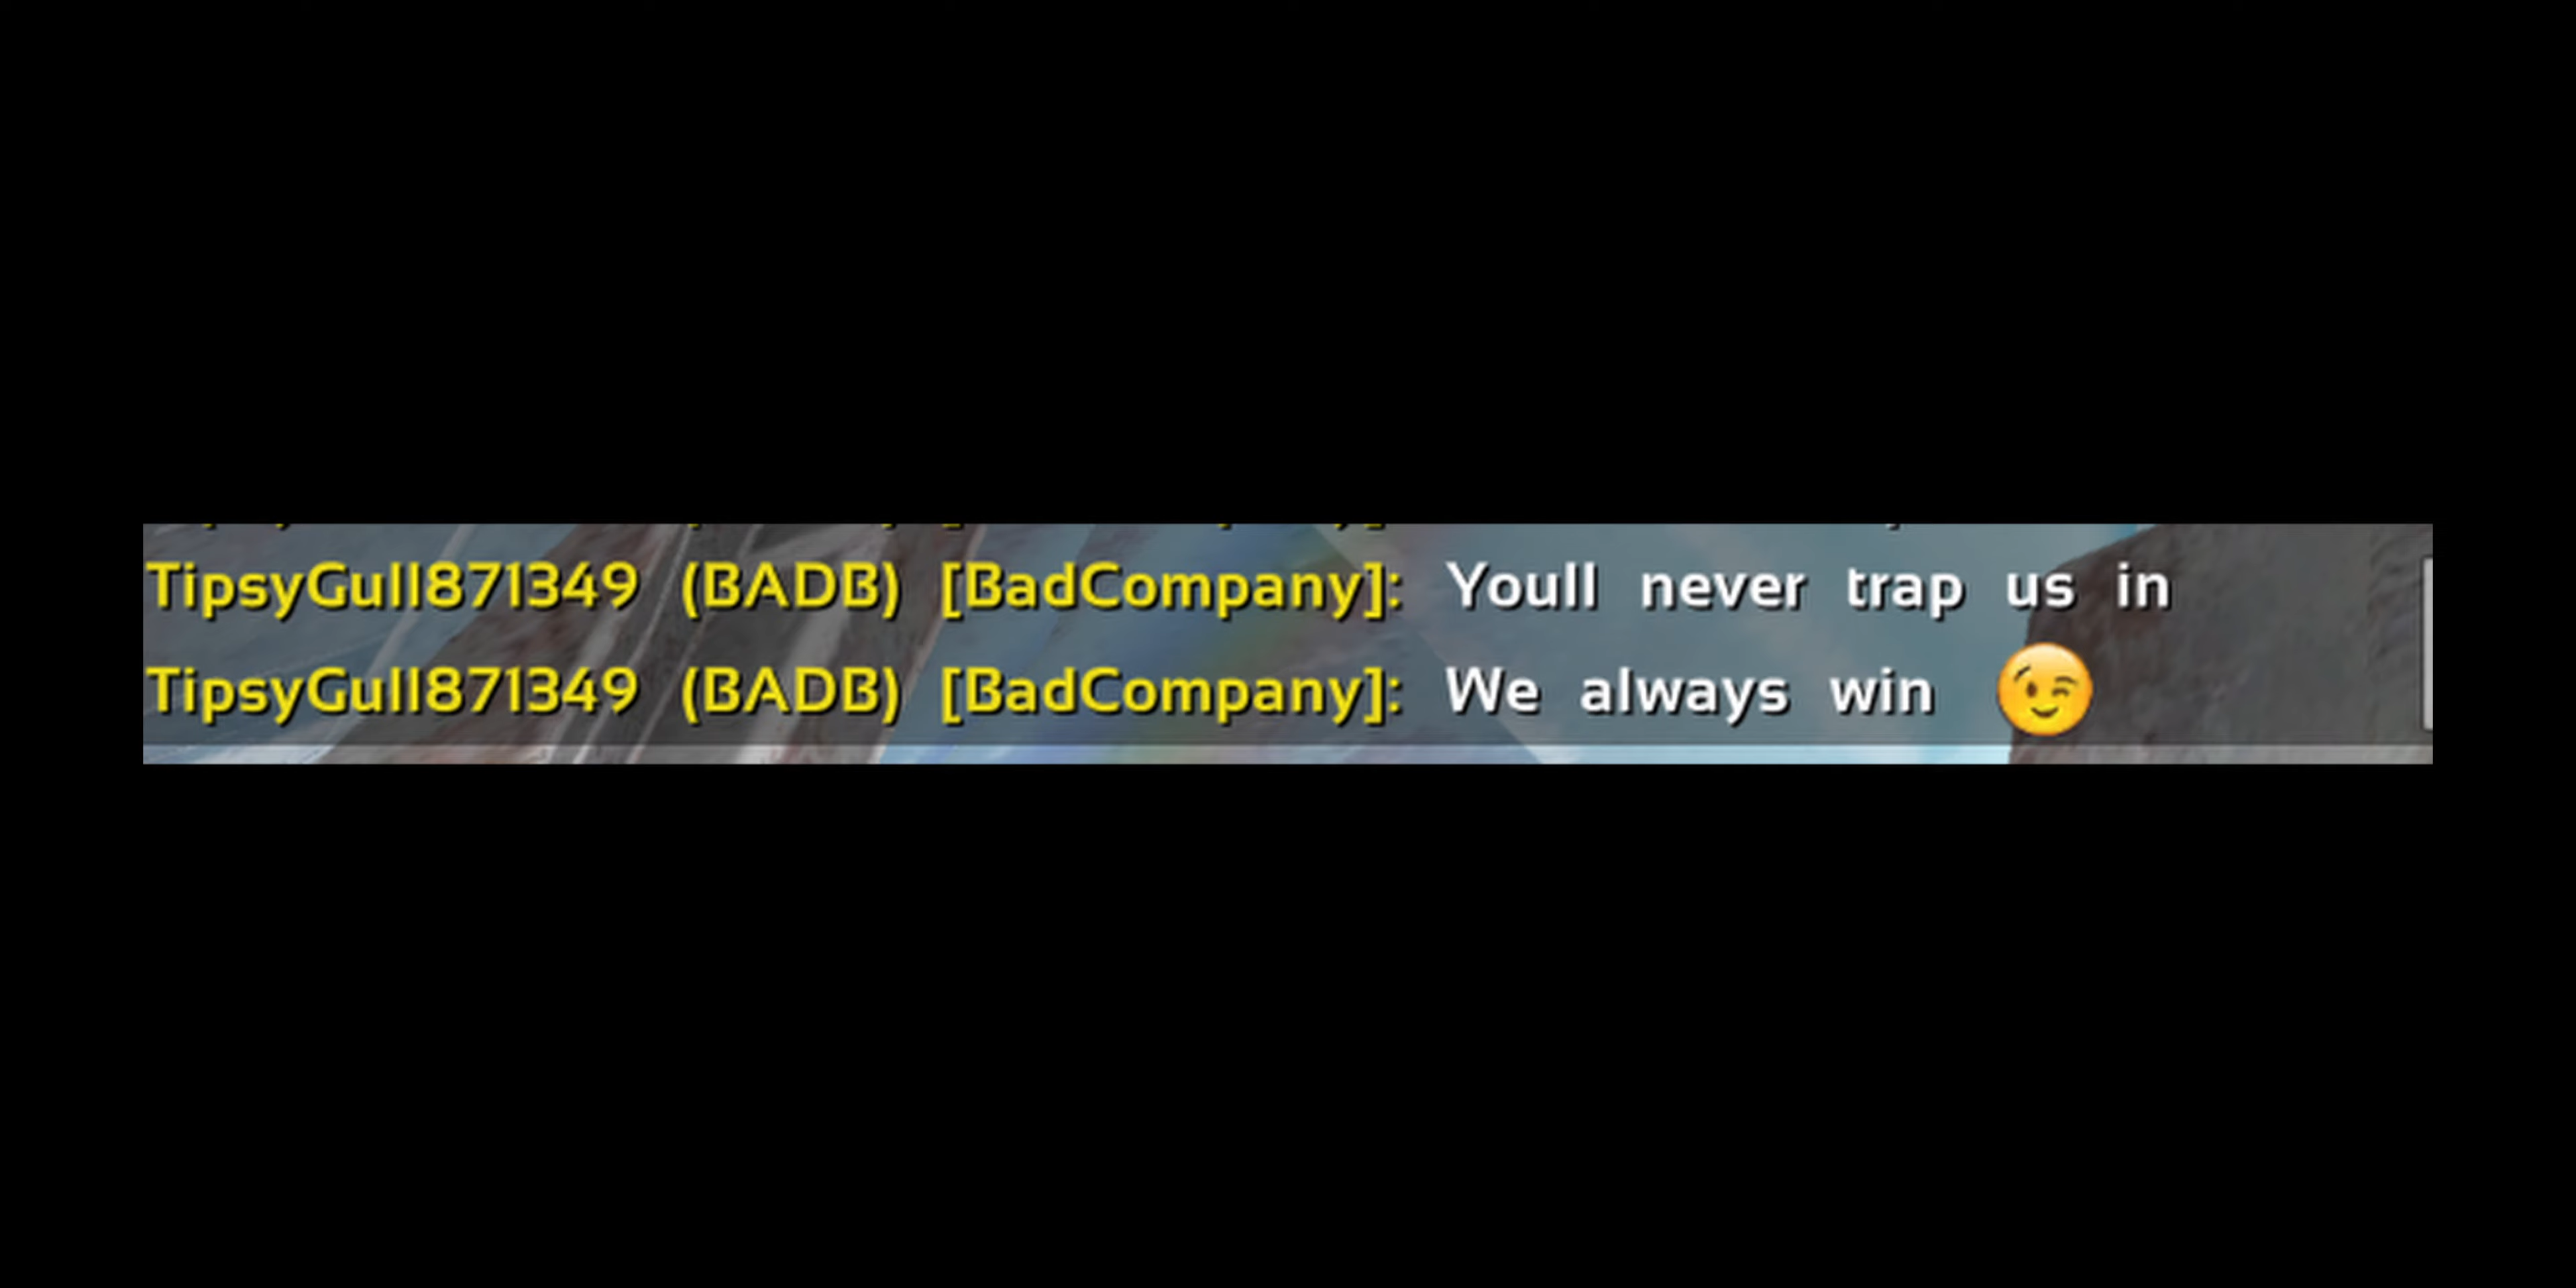 TipsyGull871349 (BADB) [BadCompany]: Youll never trap us in
TipsyGull871349 (BADB) [BadCompany]: We always win 😉